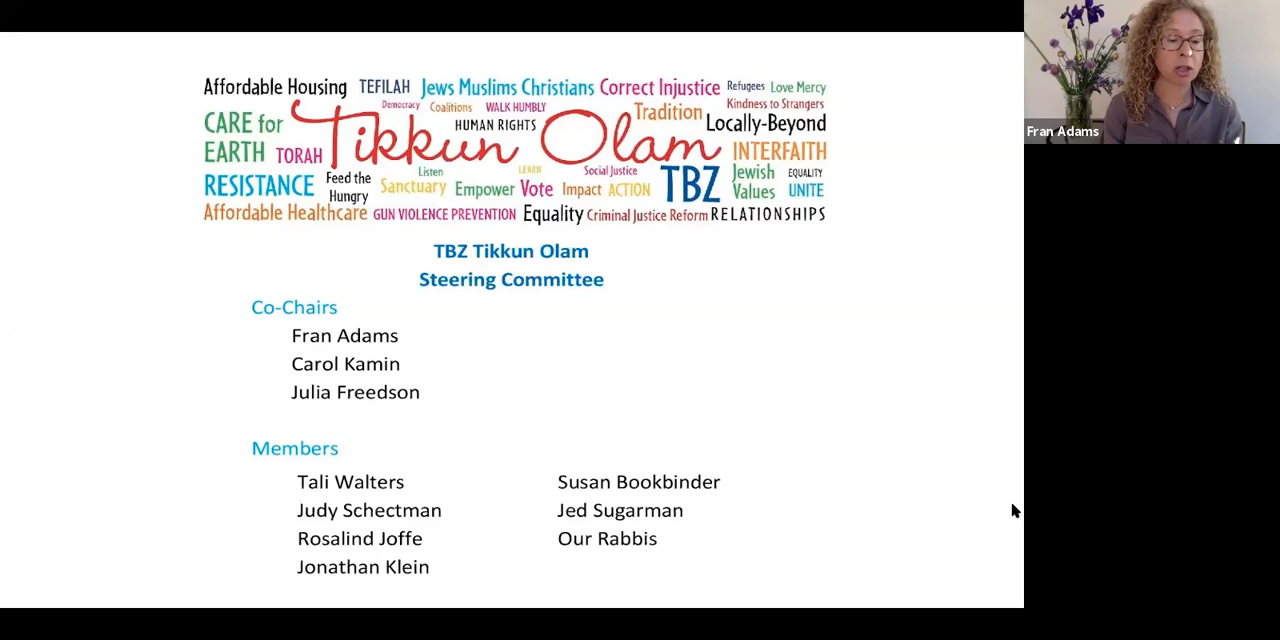 Affordable Housing TEFILAH Jews Muslims Christians Correct Injustice Refugees Love Mercy
Democracy Coalitions WALK HUMBLY Tradition Kindness to Strangers
CARE for EARTH TORAH Tikkun HUMAN RIGHTS Olam Locally-Beyond INTERFAITH
RESISTANCE Feed the Hungry Listen Sanctuary Empower LEARN Vote Social Justice Impact ACTION TBZ Jewish Values EQUALITY UNITE
Affordable Healthcare GUN VIOLENCE PREVENTION Equality Criminal Justice Reform RELATIONSHIPS
TBZ Tikkun Olam
Steering Committee
Co-Chairs
Fran Adams
Carol Kamin
Julia Freedson
Members
Tali Walters Susan Bookbinder
Judy Schectman Jed Sugarman
Rosalind Joffe Our Rabbis
Jonathan Klein
Fran Adams